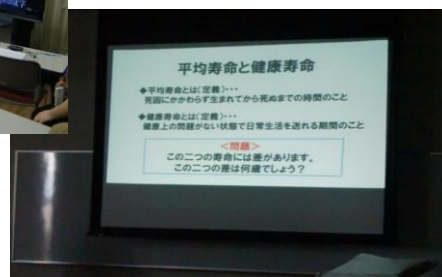 平均寿命と健康寿命
◆平均寿命とは(定義)・・・
死因にかかわらず生まれてから死ぬまでの時間のこと
◆健康寿命とは(定義)・・・
健康上の問題がない状態で日常生活を送れる期間のこと
＜問題＞
この二つの寿命には差があります。
この二つの差は何歳でしょう？